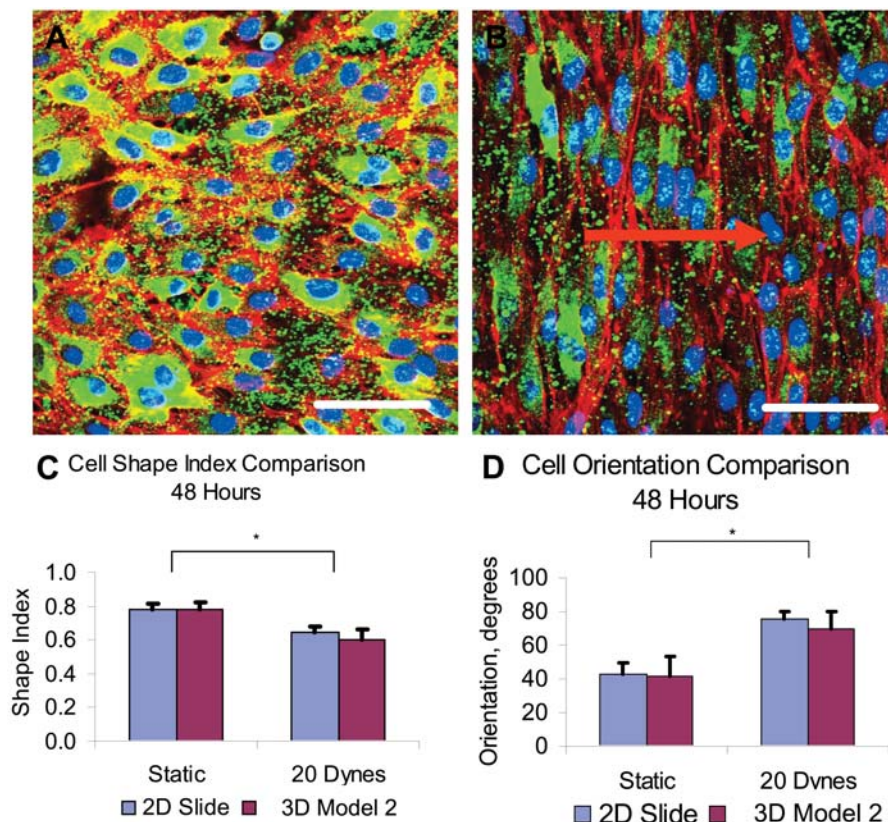 A
B
C Cell Shape Index Comparison
48 Hours
*
Shape Index
1.0
0.8
0.6
0.4
0.2
0.0
Static 20 Dynes
2D Slide 3D Model 2
D Cell Orientation Comparison
48 Hours
*
Orientation, degrees
100
80
60
40
20
0
Static 20 Dynes
2D Slide 3D Model 2